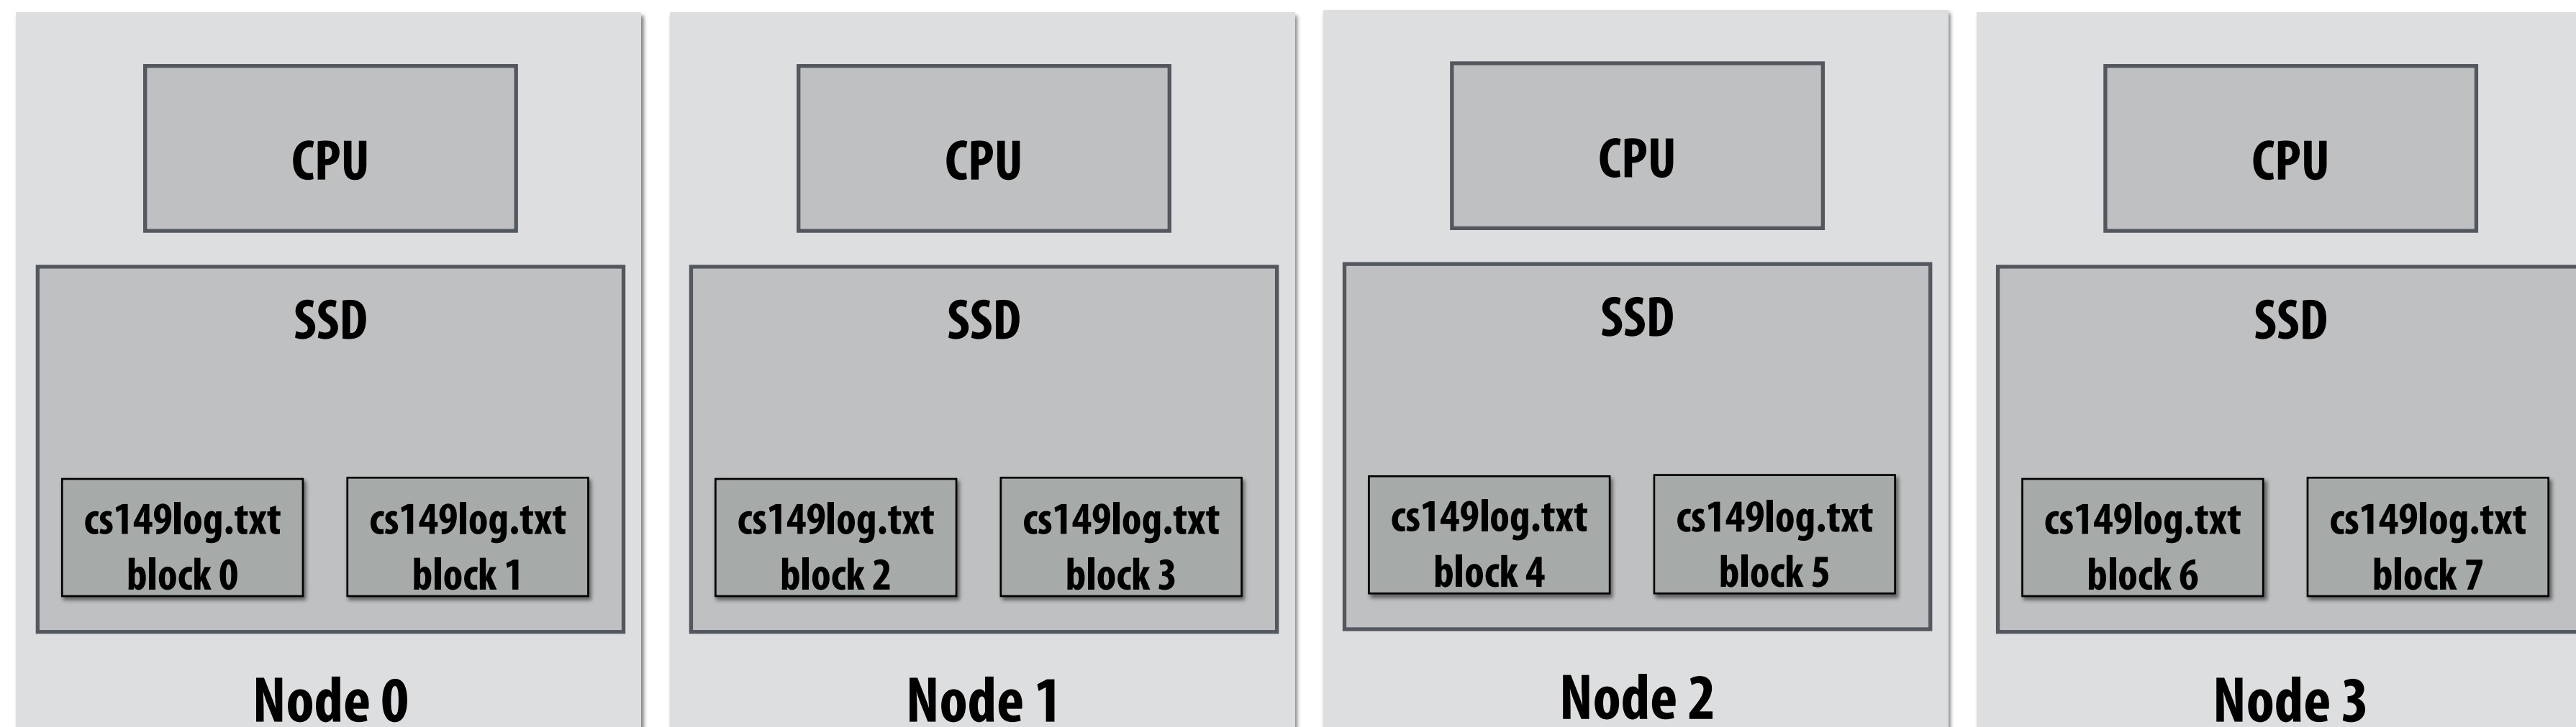 CPU
SSD
cs149log.txt
block 0
cs149log.txt
block 1
Node 0
CPU
SSD
cs149log.txt
block 2
cs149log.txt
block 3
Node 1
CPU
SSD
cs149log.txt
block 4
cs149log.txt
block 5
Node 2
CPU
SSD
cs149log.txt
block 6
cs149log.txt
block 7
Node 3